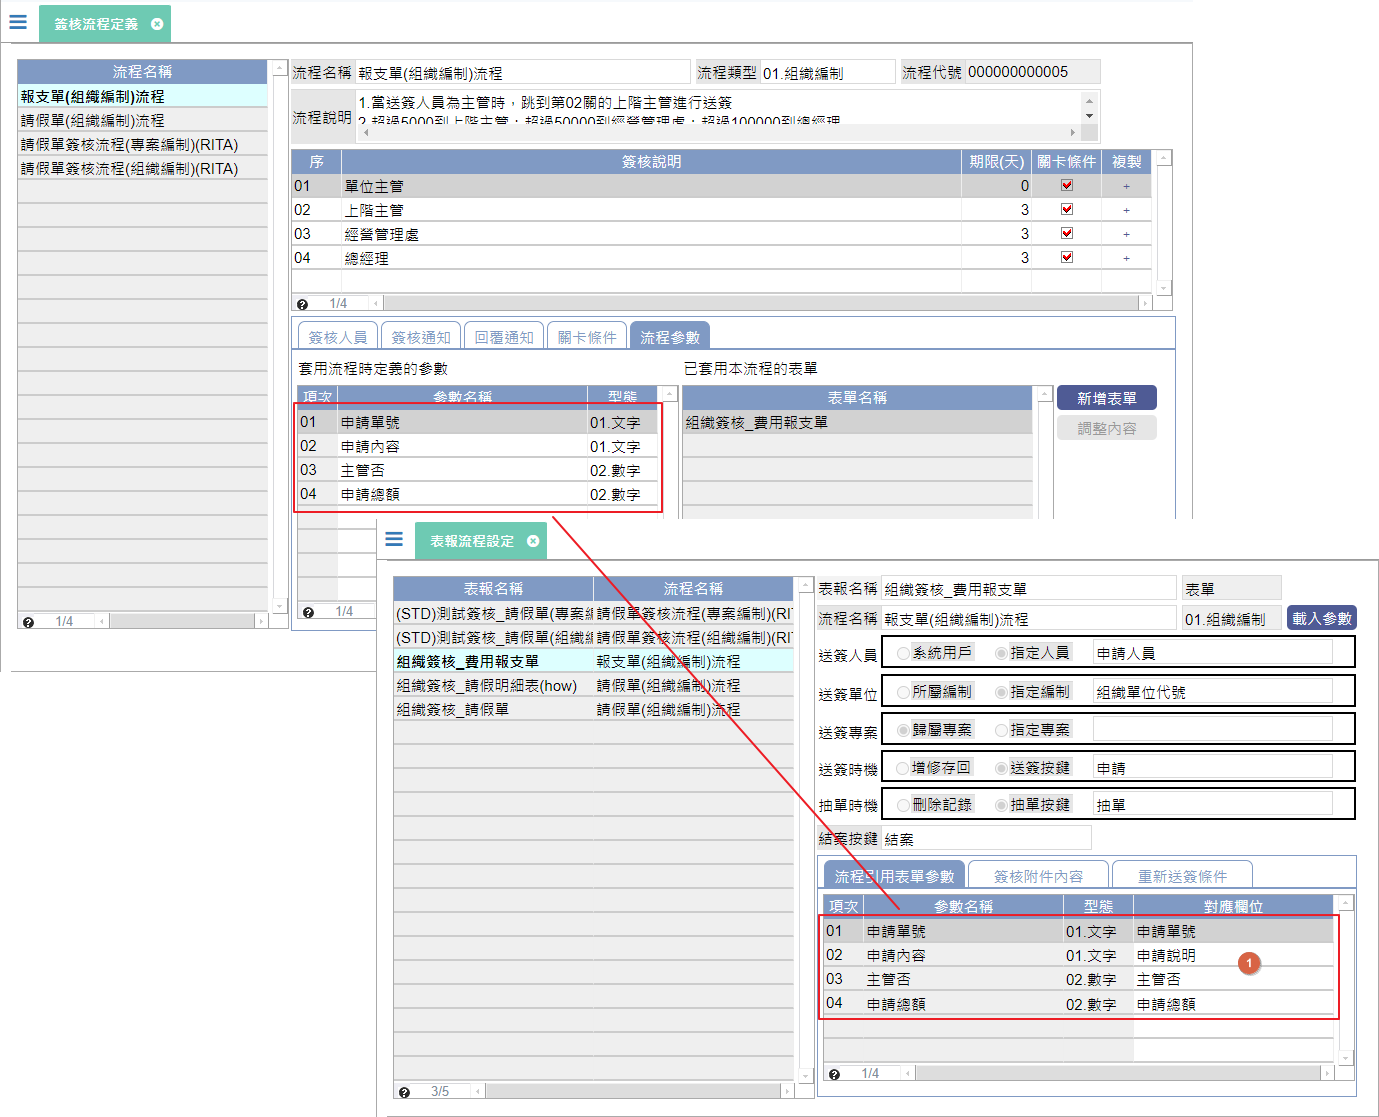 簽核流程定義
流程名稱
報支單(組織編制)流程
請假單(組織編制)流程
請假單簽核流程(專案編制)(RITA)
請假單簽核流程(組織編制)(RITA)
1/4
流程名稱 報支單(組織編制)流程 流程類型 01.組織編制 流程代號 000000000005
流程說明 1.當送簽人員為主管時，跳到第02關的上階主管進行送簽
2.超過5000到上階主管；超過50000到經營管理處；超過100000到總經理
序 簽核說明 期限(天) 關卡條件 複製
01 單位主管 0 +
02 上階主管 3 +
03 經營管理處 3 +
04 總經理 3 +
1/4
簽核人員 簽核通知 回覆通知 關卡條件 流程參數
套用流程時定義的參數
項次 參數名稱 型態
01 申請單號 01.文字
02 申請內容 01.文字
03 主管否 02.數字
04 申請總額 02.數字
1/4
已套用本流程的表單
表單名稱
組織簽核_費用報支單
新增表單
調整內容
表報流程設定
表報名稱 流程名稱
(STD)測試簽核_請假單(專案編 請假單簽核流程(專案編制)(RI
(STD)測試簽核_請假單(組織編 請假單簽核流程(組織編制)(RI
組織簽核_費用報支單 報支單(組織編制)流程
組織簽核_請假明細表(how) 請假單(組織編制)流程
組織簽核_請假單 請假單(組織編制)流程
3/5
表報名稱 組織簽核_費用報支單 表單
流程名稱 報支單(組織編制)流程 01.組織編制 載入參數
送簽人員 系統用戶 指定人員 申請人員
送簽單位 所屬編制 指定編制 組織單位代號
送簽專案 歸屬專案 指定專案
送簽時機 增修存回 送簽按鍵 申請
抽單時機 刪除記錄 抽單按鍵 抽單
結案按鍵 結案
流程引用表單參數 簽核附件內容 重新送簽條件
項次 參數名稱 型態 對應欄位
01 申請單號 01.文字 申請單號
02 申請內容 01.文字 申請說明
03 主管否 02.數字 主管否
04 申請總額 02.數字 申請總額
1
1/4